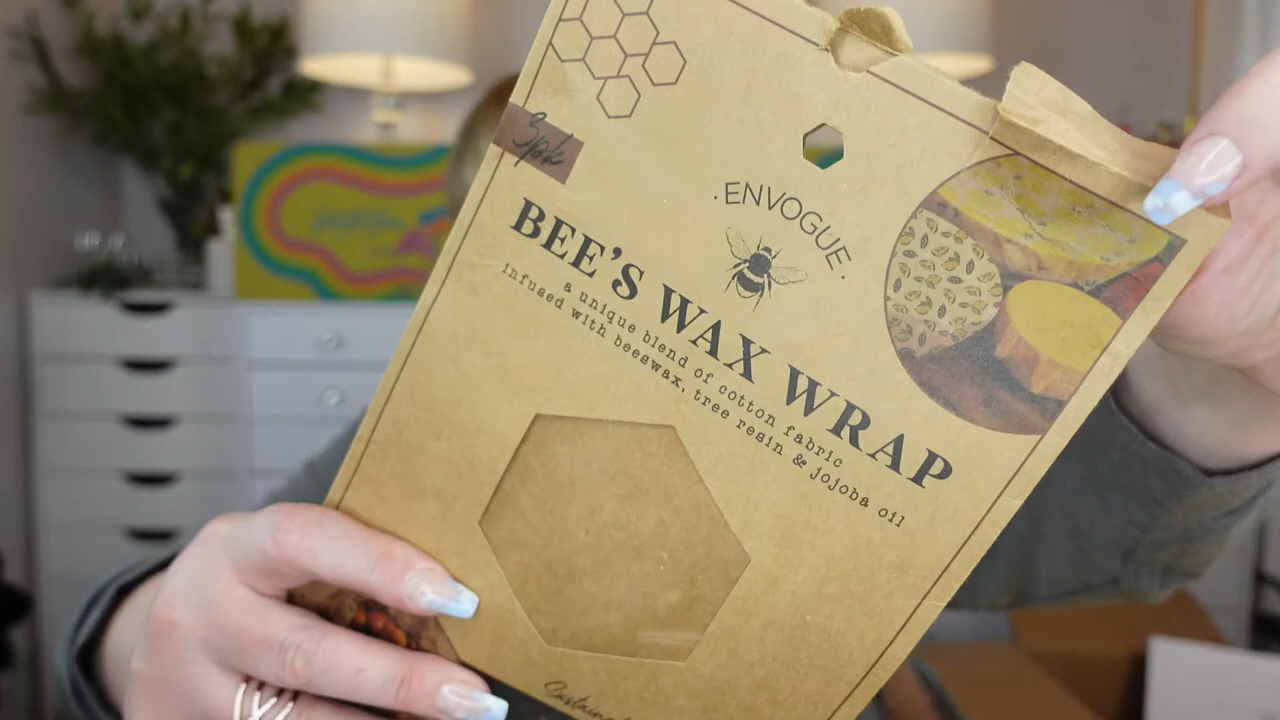 3pk
·ENVOGUE·
BEE'S WAX WRAP
a unique blend of cotton fabric
infused with beeswax, tree resin & jojoba oil